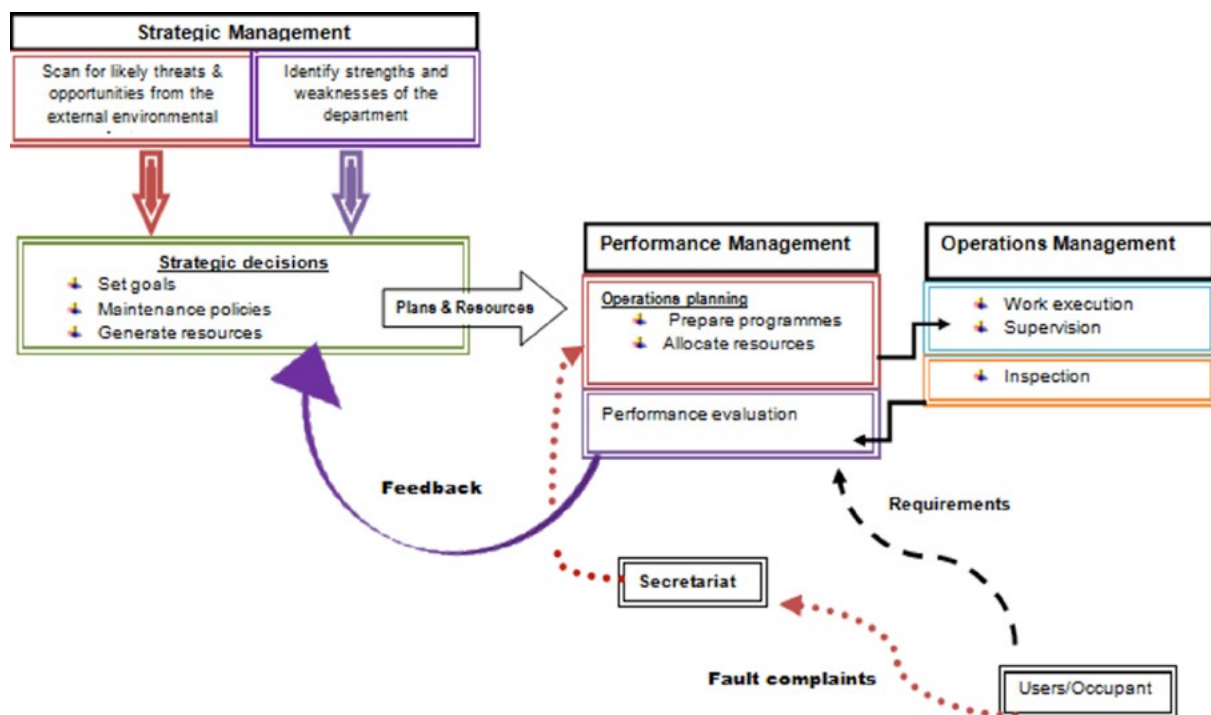 Strategic Management
Scan for likely threats &
opportunities from the
external environmental
Identify strengths and
weaknesses of the
department
Strategic decisions
Set goals
Maintenance policies
Generate resources
Plans & Resources
Performance Management
Operations planning
Prepare programmes
Allocate resources
Performance evaluation
Operations Management
Work execution
Supervision
Inspection
Feedback
Requirements
Secretariat
Fault complaints
Users/Occupant